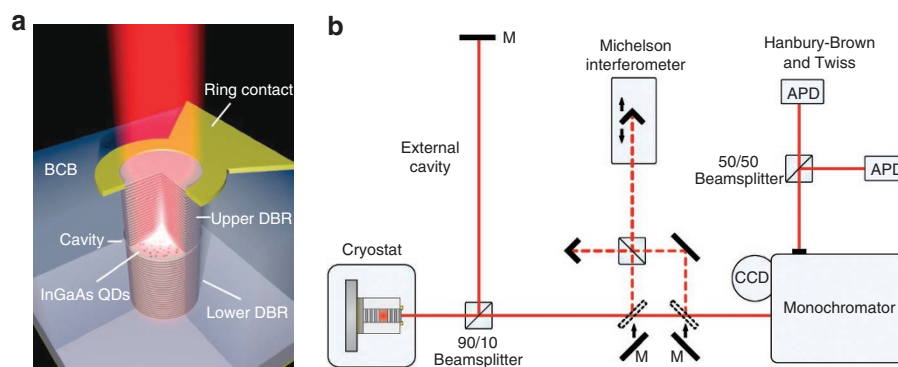 a
Ring contact
BCB
Upper DBR
Cavity
InGaAs QDs
Lower DBR
b
M
External
cavity
Cryostat
90/10
Beamsplitter
Michelson
interferometer
M
M
Hanbury-Brown
and Twiss
APD
50/50
Beamsplitter
APD
CCD
Monochromator